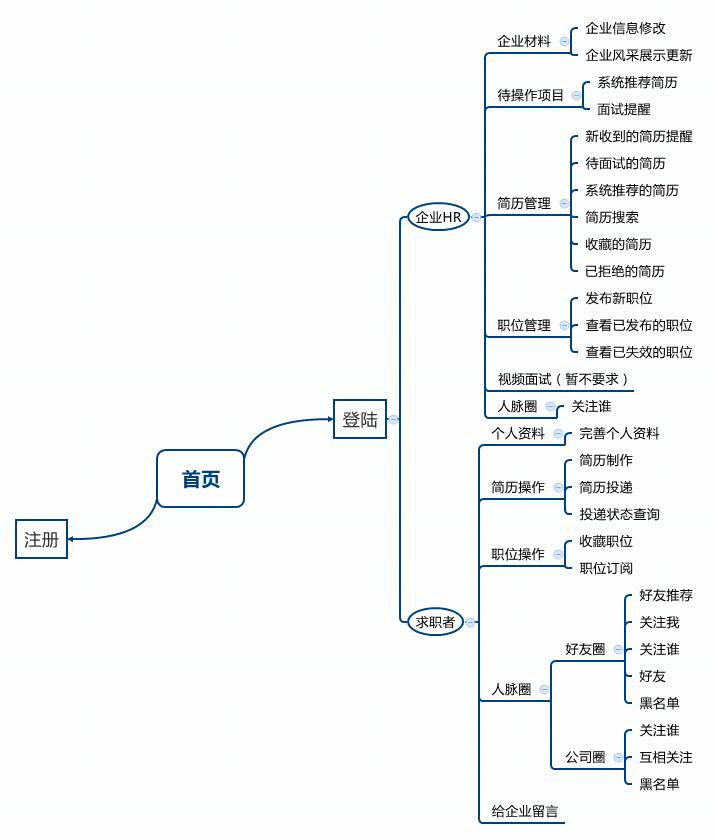 企业信息修改
企业材料
企业风采展示更新
系统推荐简历
待操作项目
面试提醒
新收到的简历提醒
待面试的简历
系统推荐的简历
简历管理
简历搜索
企业HR
收藏的简历
已拒绝的简历
发布新职位
职位管理
查看已发布的职位
查看已失效的职位
视频面试（暂不要求）
人脉圈
关注谁
登陆
个人资料
完善个人资料
简历制作
简历操作
简历投递
投递状态查询
首页
注册
收藏职位
职位操作
职位订阅
求职者
好友推荐
关注我
好友圈
关注谁
好友
黑名单
人脉圈
关注谁
公司圈
互相关注
黑名单
给企业留言